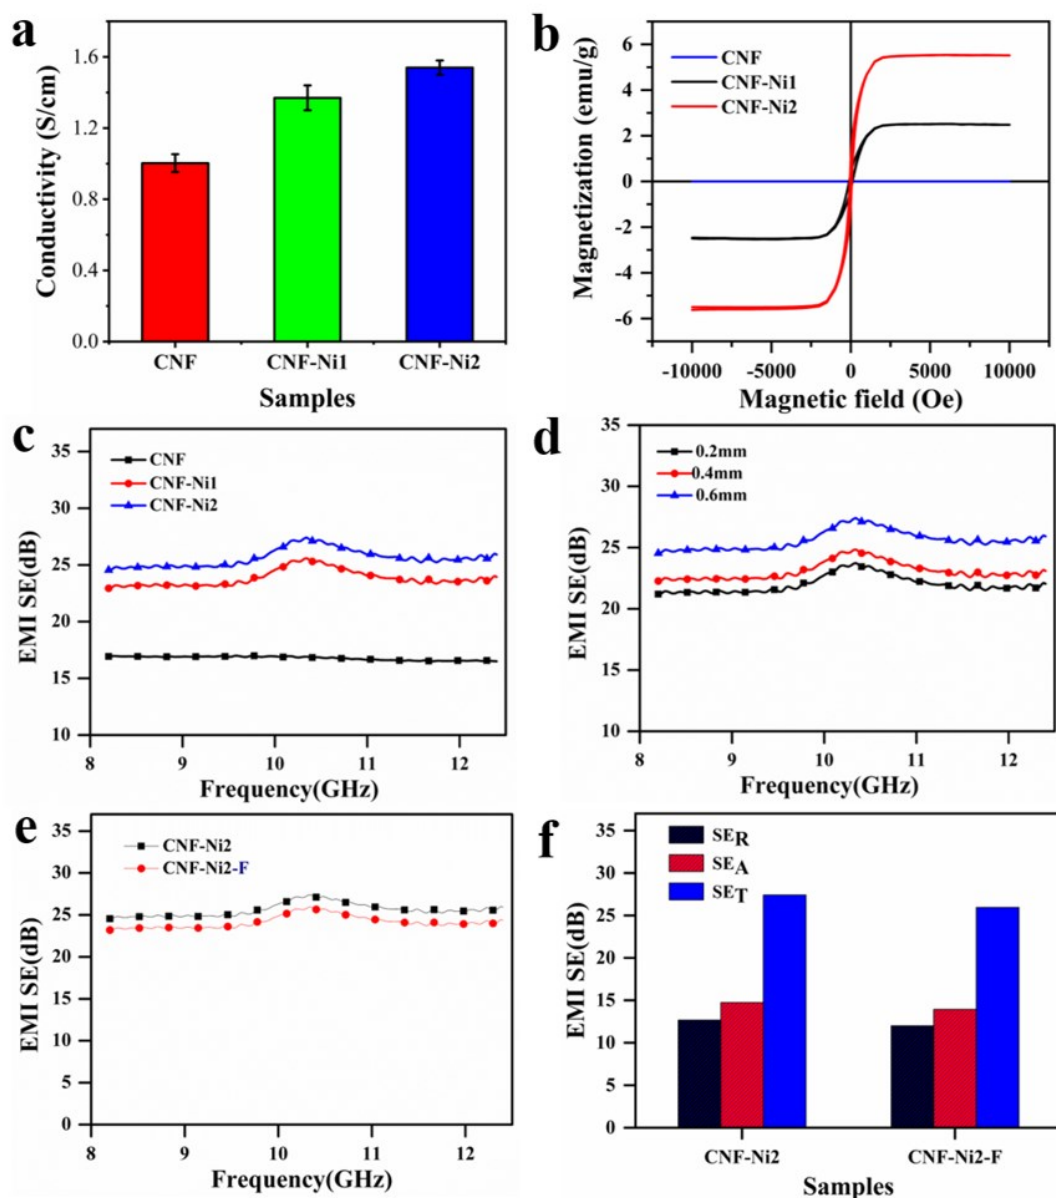 a
Conductivity (S/cm)
1.6
1.2
0.8
0.4
0.0
CNF
CNF-Ni1
CNF-Ni2
Samples
b
Magnetization (emu/g)
6
4
2
0
-2
-4
-6
CNF
CNF-Ni1
CNF-Ni2
-10000
-5000
0
5000
10000
Magnetic field (Oe)
c
EMI SE(dB)
35
30
25
20
15
10
CNF
CNF-Ni1
CNF-Ni2
8
9
10
11
12
Frequency(GHz)
d
EMI SE(dB)
35
30
25
20
15
10
0.2mm
0.4mm
0.6mm
8
9
10
11
12
Frequency(GHz)
e
EMI SE(dB)
35
30
25
20
15
10
5
0
CNF-Ni2
CNF-Ni2-F
8
9
10
11
12
Frequency(GHz)
f
EMI SE(dB)
35
30
25
20
15
10
5
0
SER
SEA
SET
CNF-Ni2
CNF-Ni2-F
Samples